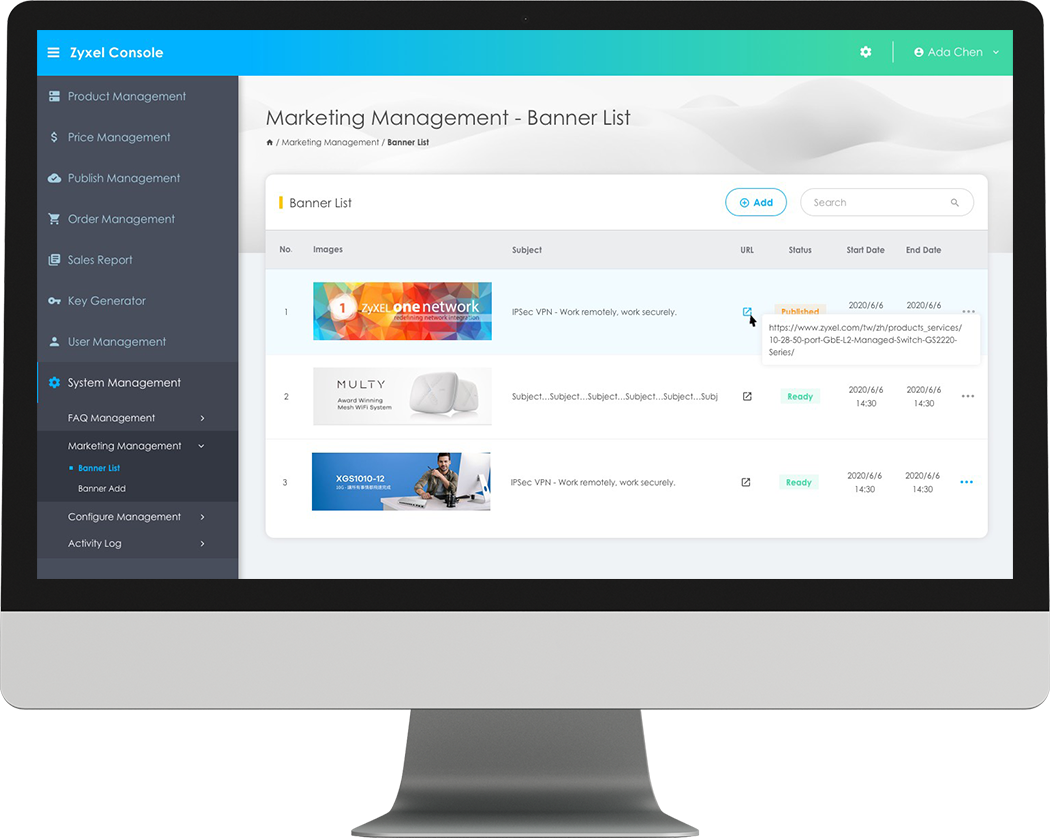 Zyxel Console
Ada Chen
Product Management
Price Management
Publish Management
Order Management
Sales Report
Key Generator
User Management
System Management
FAQ Management
Marketing Management
Banner List
Banner Add
Configure Management
Activity Log
Marketing Management - Banner List
/ Marketing Management / Banner List
Banner List
Add
Search
No. Images Subject URL Status Start Date End Date
1
1 ZyXEL one network
redefining network integration
IPSec VPN - Work remotely, work securely.
Published
2020/6/6
2020/6/6
https://www.zyxel.com/tw/zh/products_services/
10-28-50-port-GbE-L2-Managed-Switch-GS2220-
Series/
2
MULTY
Award Winning
Mesh WiFi System
Subject...Subject...Subject...Subject...Subject...Subj
Ready
2020/6/6
14:30
2020/6/6
14:30
3
XGS1010-12
IPSec VPN - Work remotely, work securely.
Ready
2020/6/6
14:30
2020/6/6
14:30